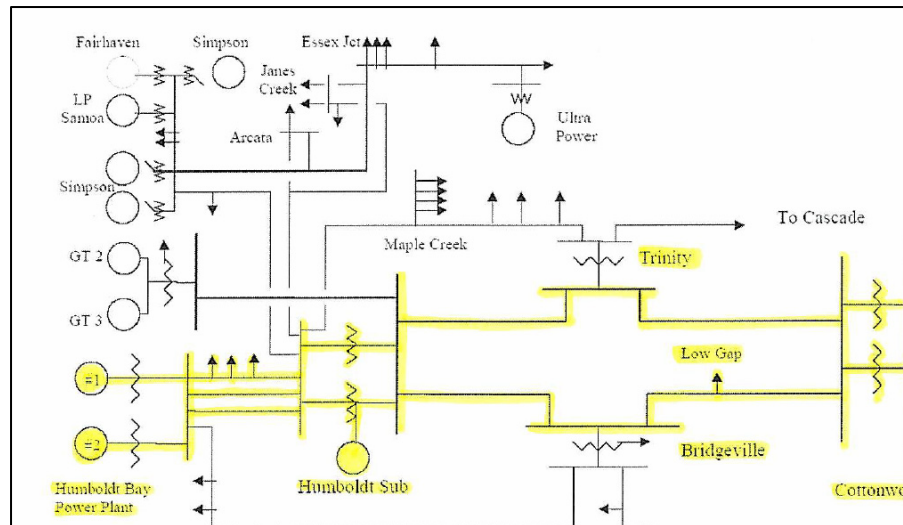 Fairhaven
Simpson
Essex Jct
Janes
Creek
LP
Samoa
Arcata
Ultra
Power
Simpson
To Cascade
Maple Creek
Trinity
GT 2
GT 3
Low Gap
#1
#2
Bridgeville
Humboldt Bay
Power Plant
Humboldt Sub
Cottonwo